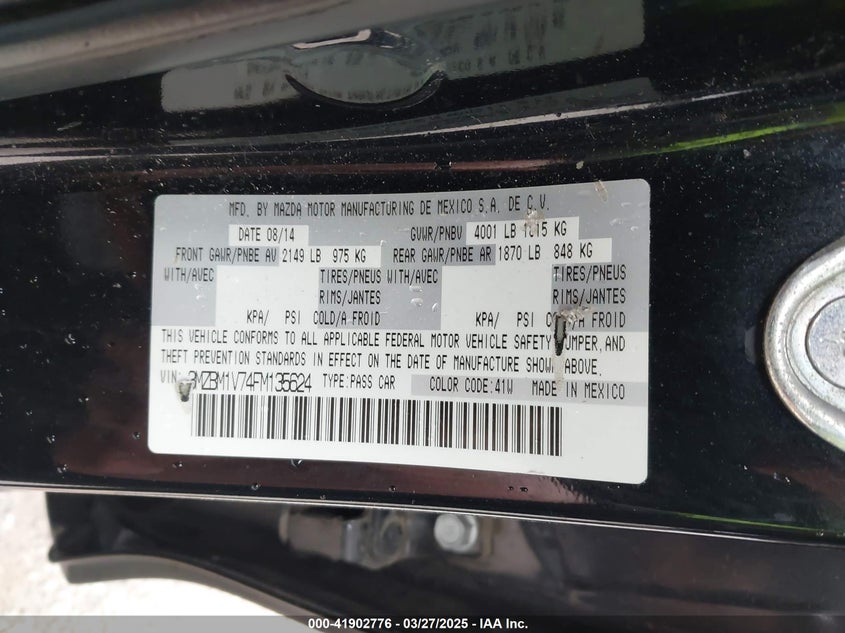 MFD. BY MAZDA MOTOR MANUFACTURING DE MEXICO S.A. DE C.V.
DATE 08/14 GVWR/PNBV 4001 LB 1815 KG
FRONT GAWR/PNBE AV 2149 LB 975 KG REAR GAWR/PNBE AR 1870 LB 848 KG
WITH/AVEC TIRES/PNEUS WITH/AVEC TIRES/PNEUS
RIMS/JANTES RIMS/JANTES
KPA/ PSI COLD/A FROID KPA/ PSI COLD/A FROID
THIS VEHICLE CONFORMS TO ALL APPLICABLE FEDERAL MOTOR VEHICLE SAFETY, BUMPER, AND
THEFT PREVENTION STANDARDS IN EFFECT ON THE DATE OF MANUFACTURE SHOWN ABOVE.
VIN: 3MZBM1V74FM135624 TYPE:PASS CAR COLOR CODE:41W MADE IN MEXICO
000-41902776 — 03/27/2025 — IAA Inc.